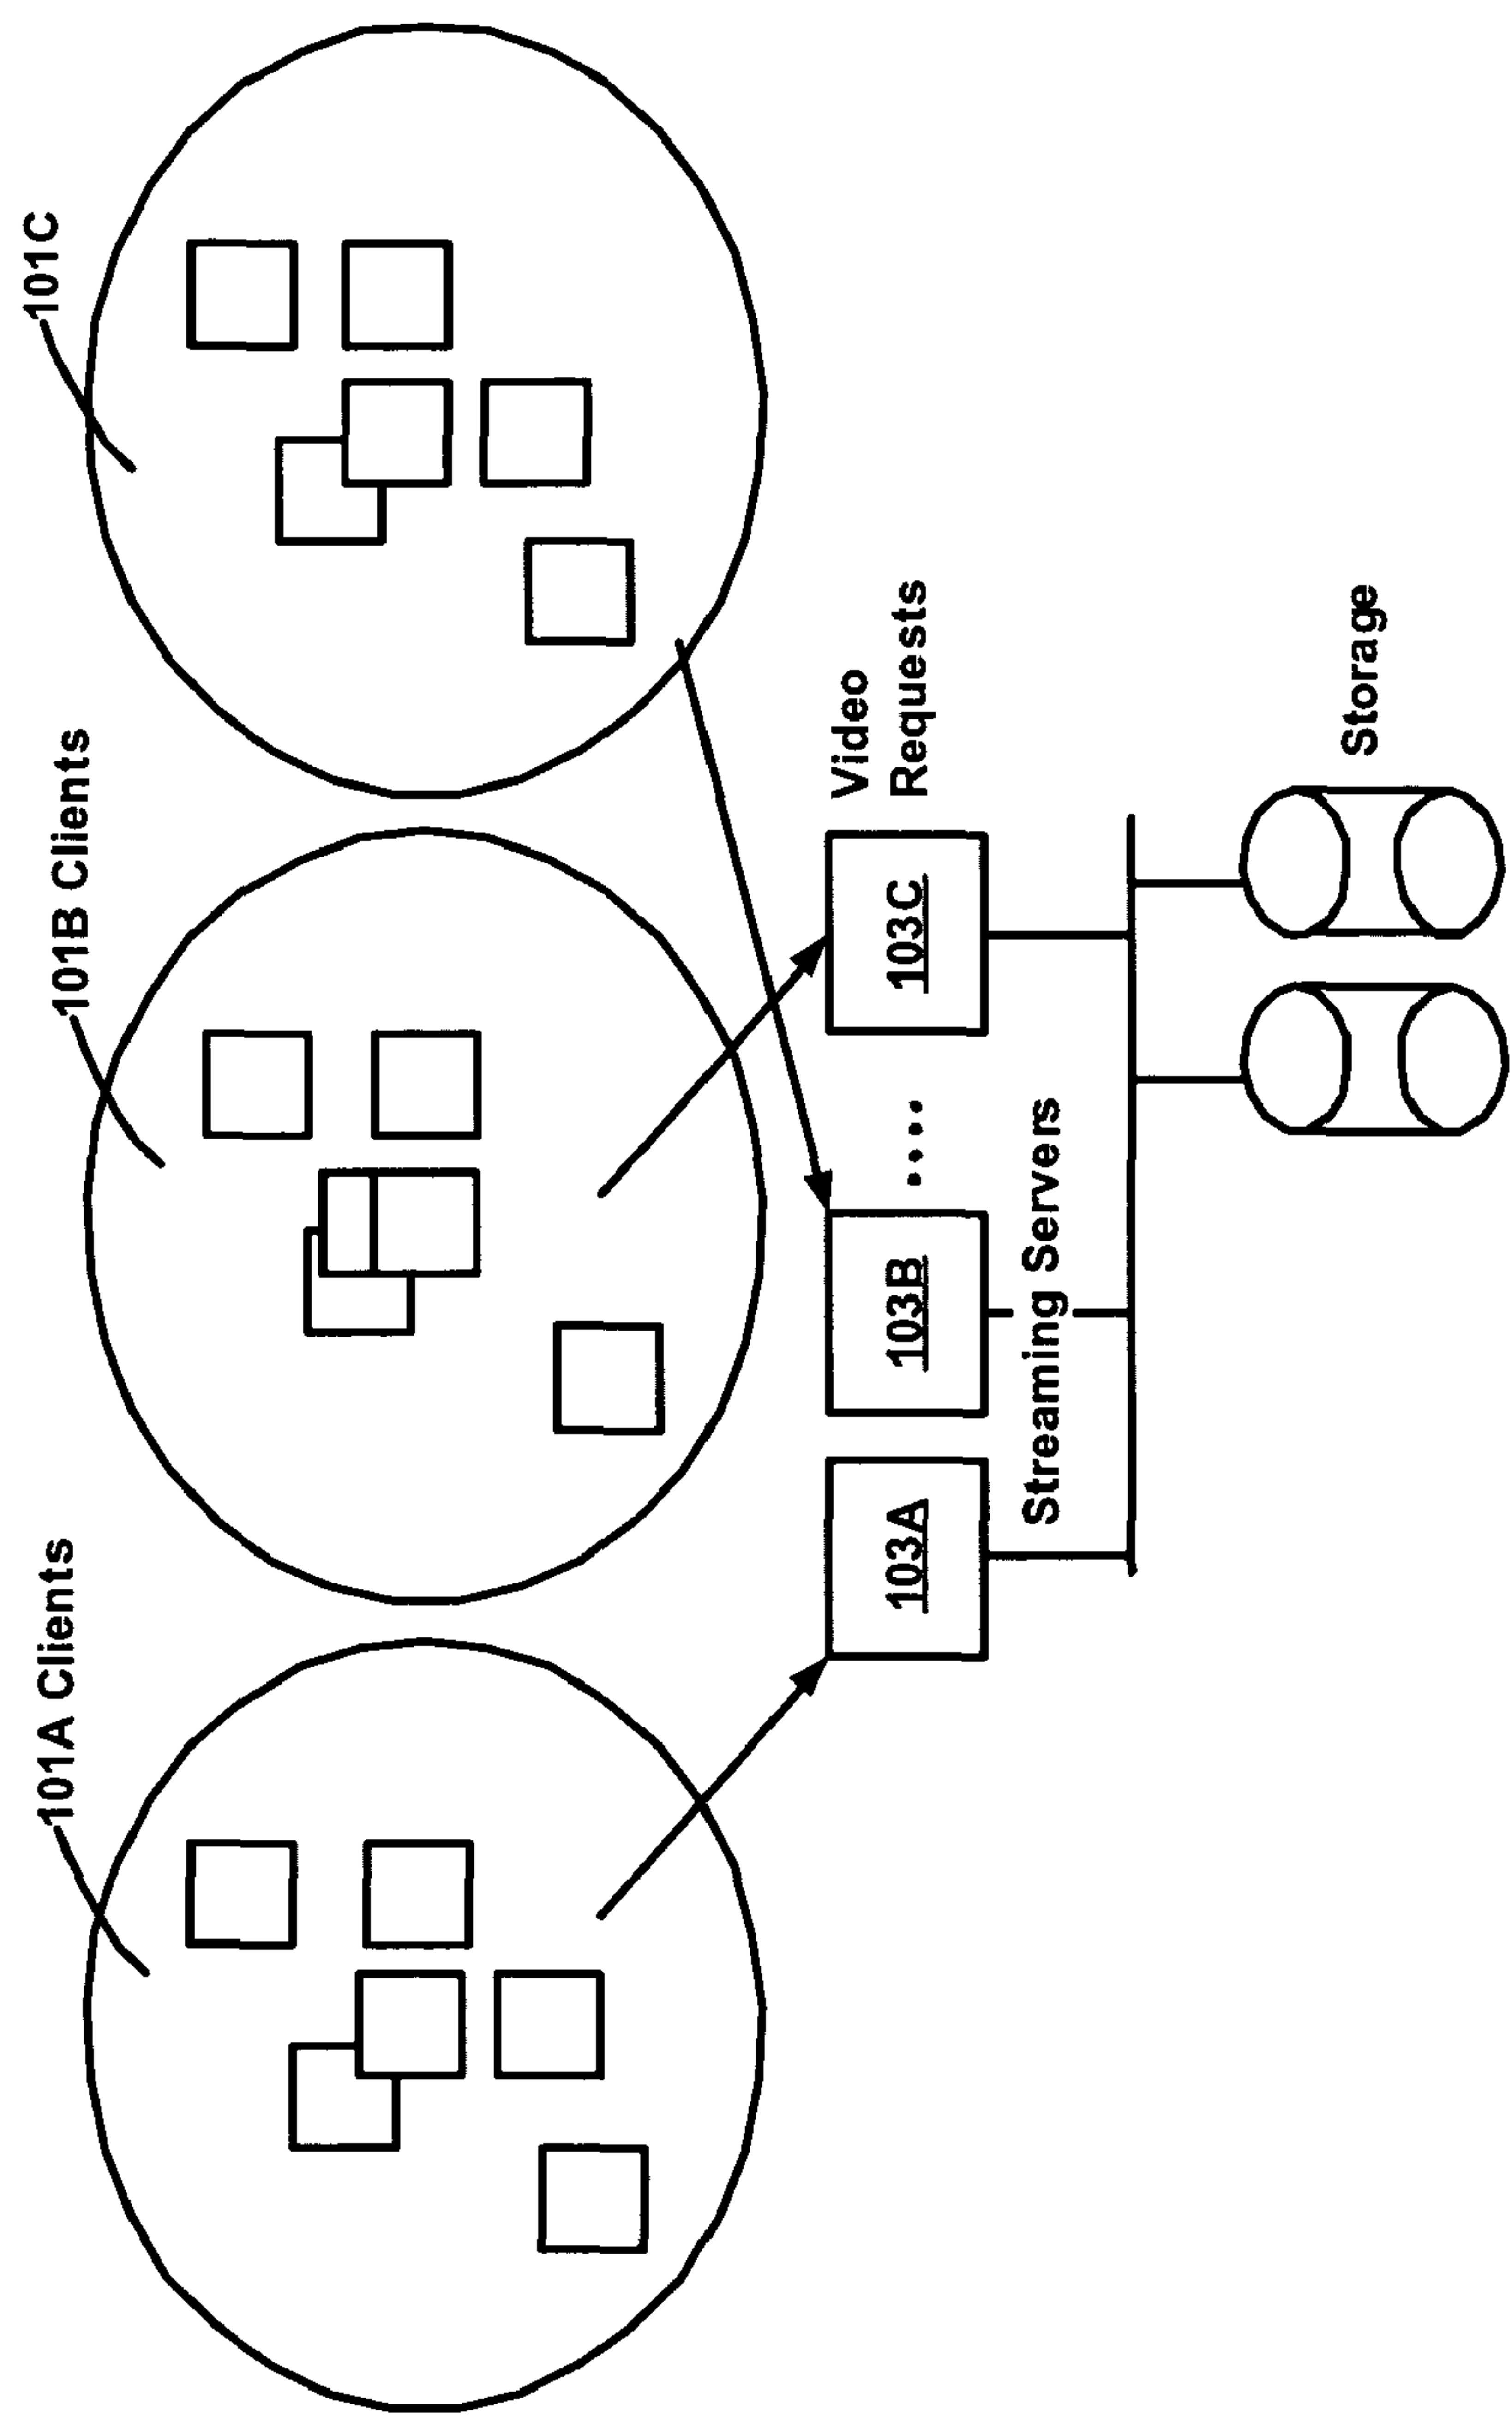 101A Clients
101B Clients
101C
Video
Requests
103A
103B
....
103C
Streaming Servers
Storage